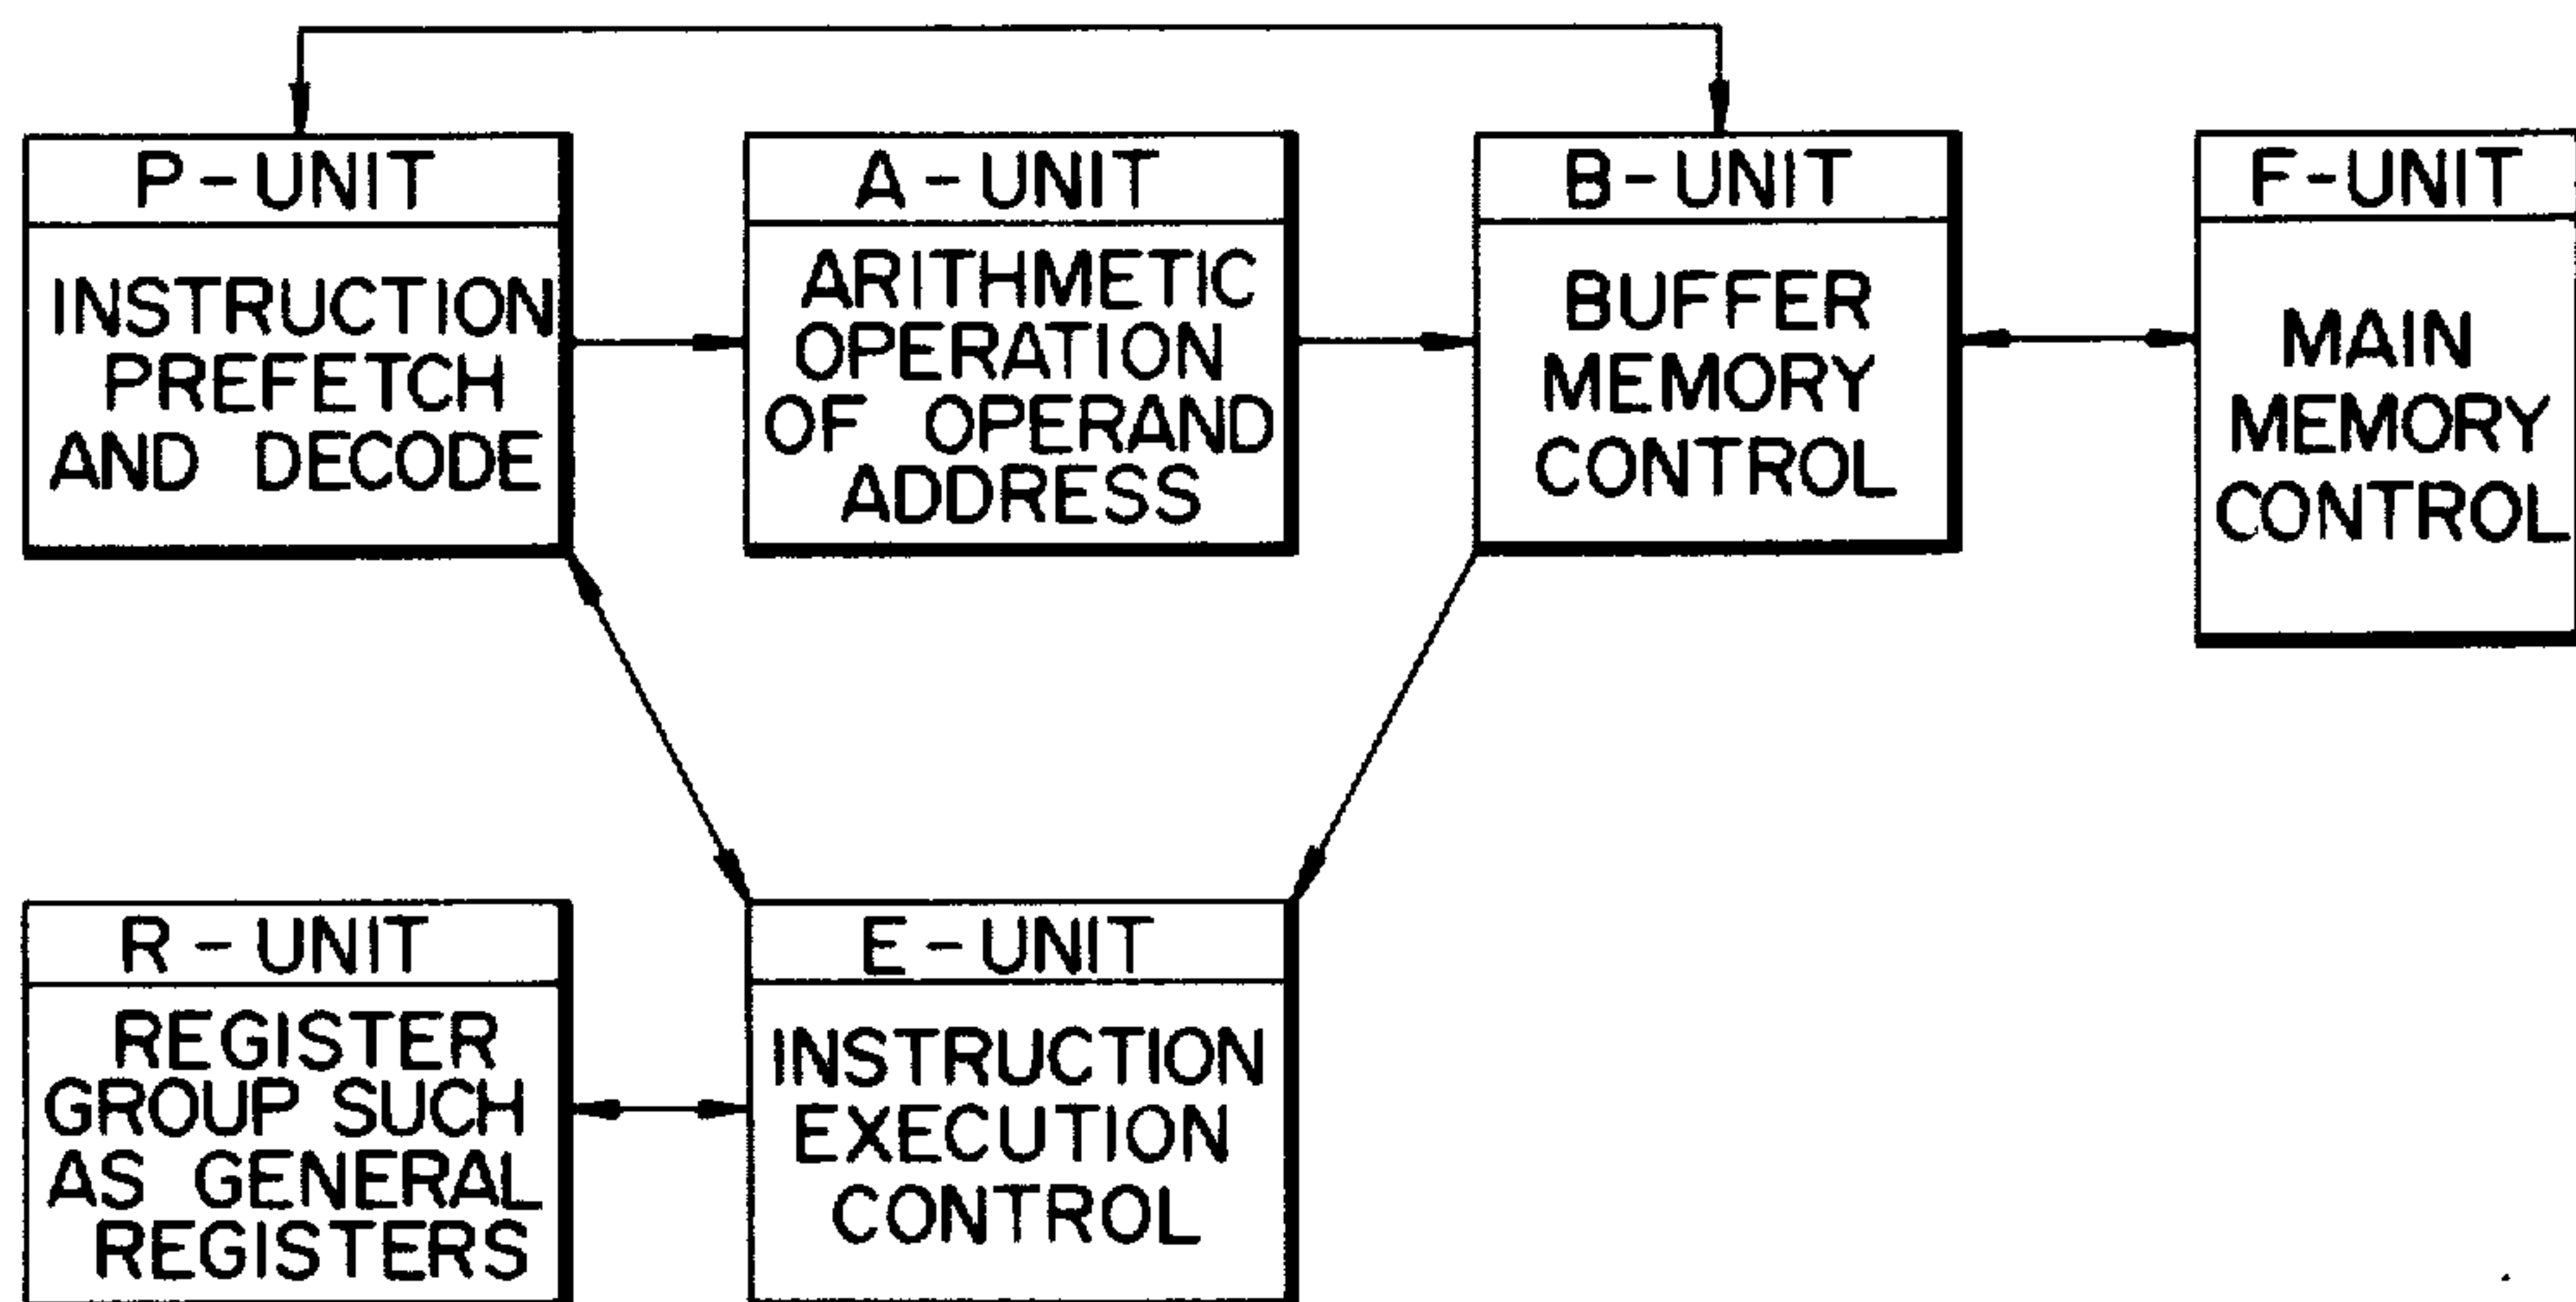 P-UNIT
INSTRUCTION
PREFETCH
AND DECODE
A-UNIT
ARITHMETIC
OPERATION
OF OPERAND
ADDRESS
B-UNIT
BUFFER
MEMORY
CONTROL
F-UNIT
MAIN
MEMORY
CONTROL
R-UNIT
REGISTER
GROUP SUCH
AS GENERAL
REGISTERS
E-UNIT
INSTRUCTION
EXECUTION
CONTROL